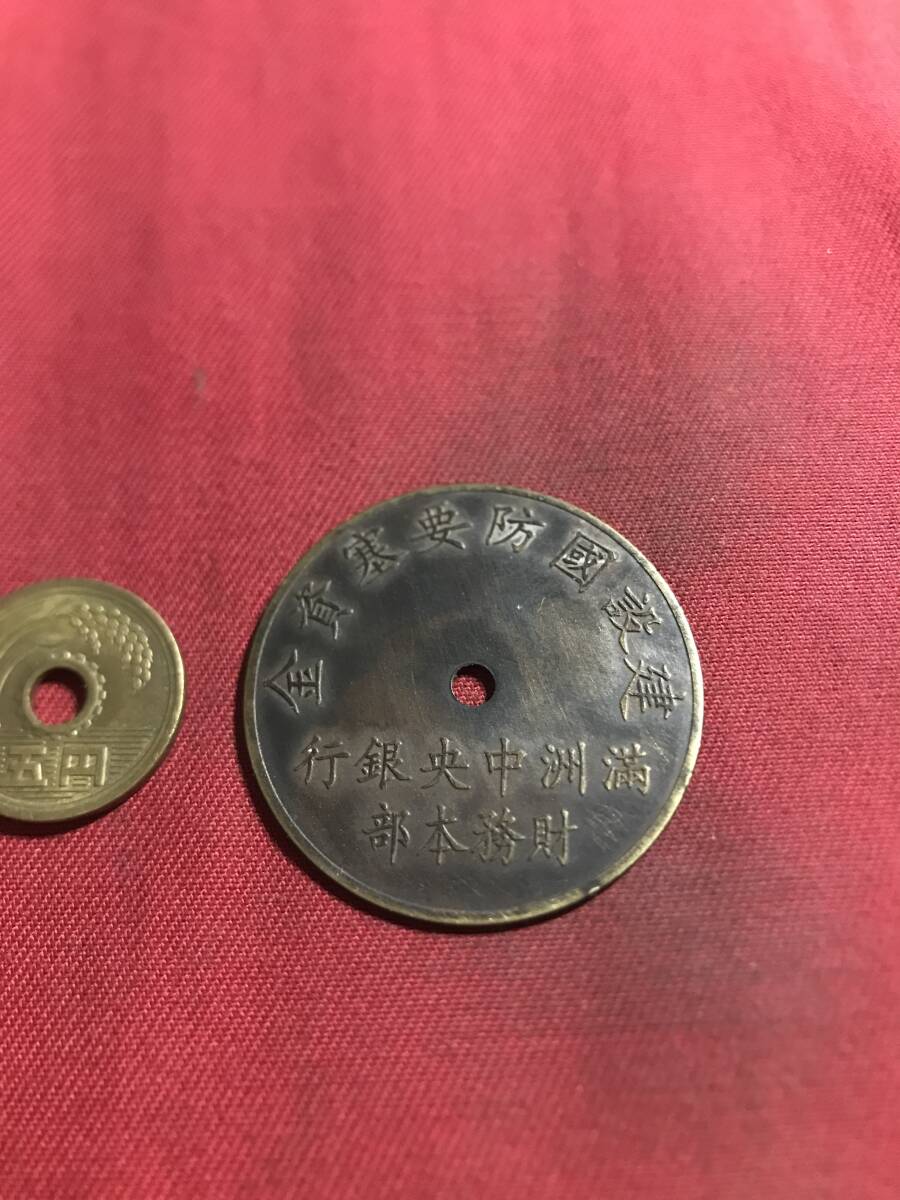 建設國防要塞資金
滿洲中央銀行
財務本部
五円